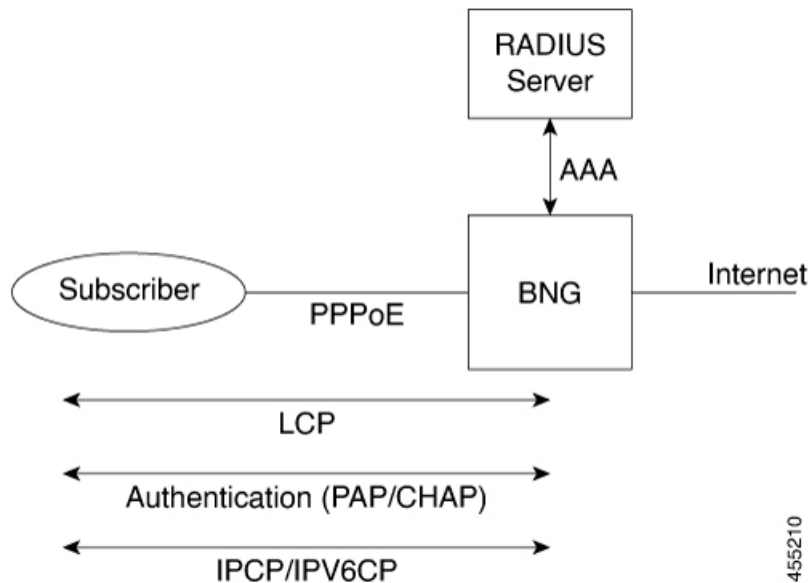 RADIUS
Server
AAA
Subscriber
PPPoE
BNG
Internet
LCP
Authentication (PAP/CHAP)
IPCP/IPV6CP
455210